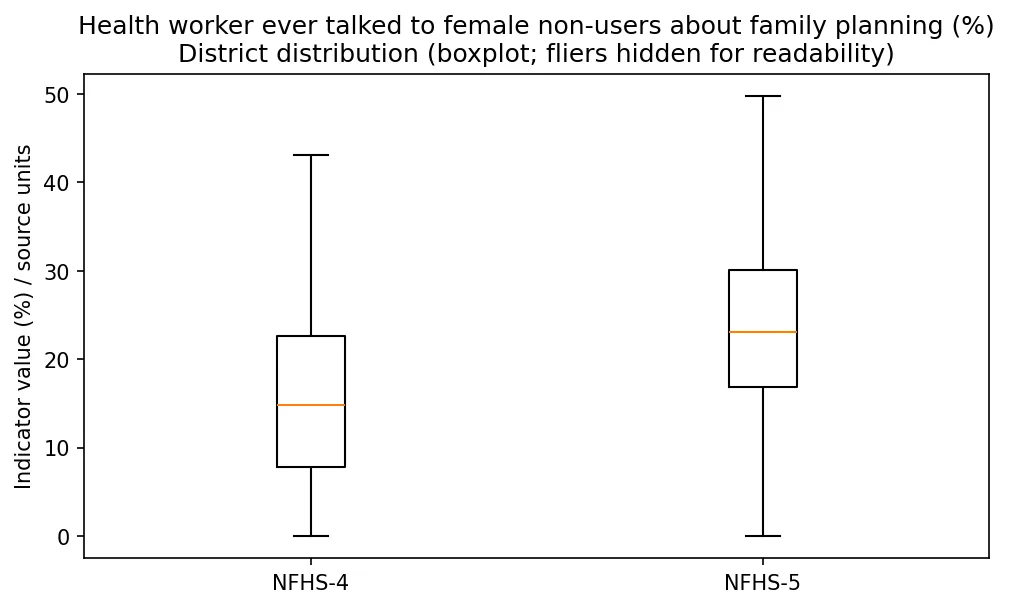 Health worker ever talked to female non-users about family planning (%)
District distribution (boxplot; fliers hidden for readability)
Indicator value (%) / source units
50
40
30
20
10
0
NFHS-4
NFHS-5